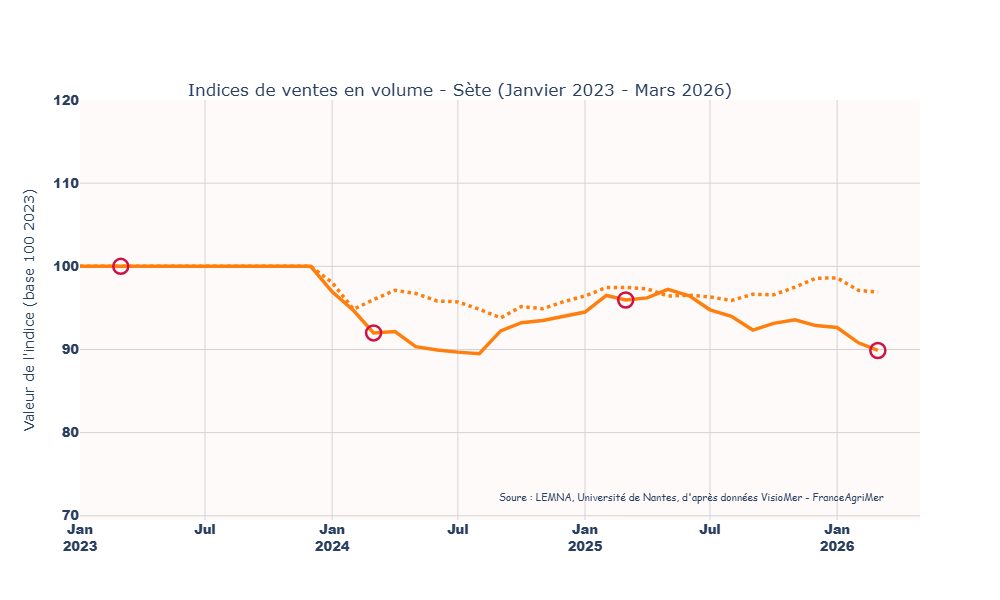 Indices de ventes en volume - Sète (Janvier 2023 - Mars 2026)
Valeur de l'indice (base 100 2023)
120
110
100
90
80
70
Soure : LEMNA, Université de Nantes, d'après données VisioMer - FranceAgriMer
Jan
2023
Jul
Jan
2024
Jul
Jan
2025
Jul
Jan
2026